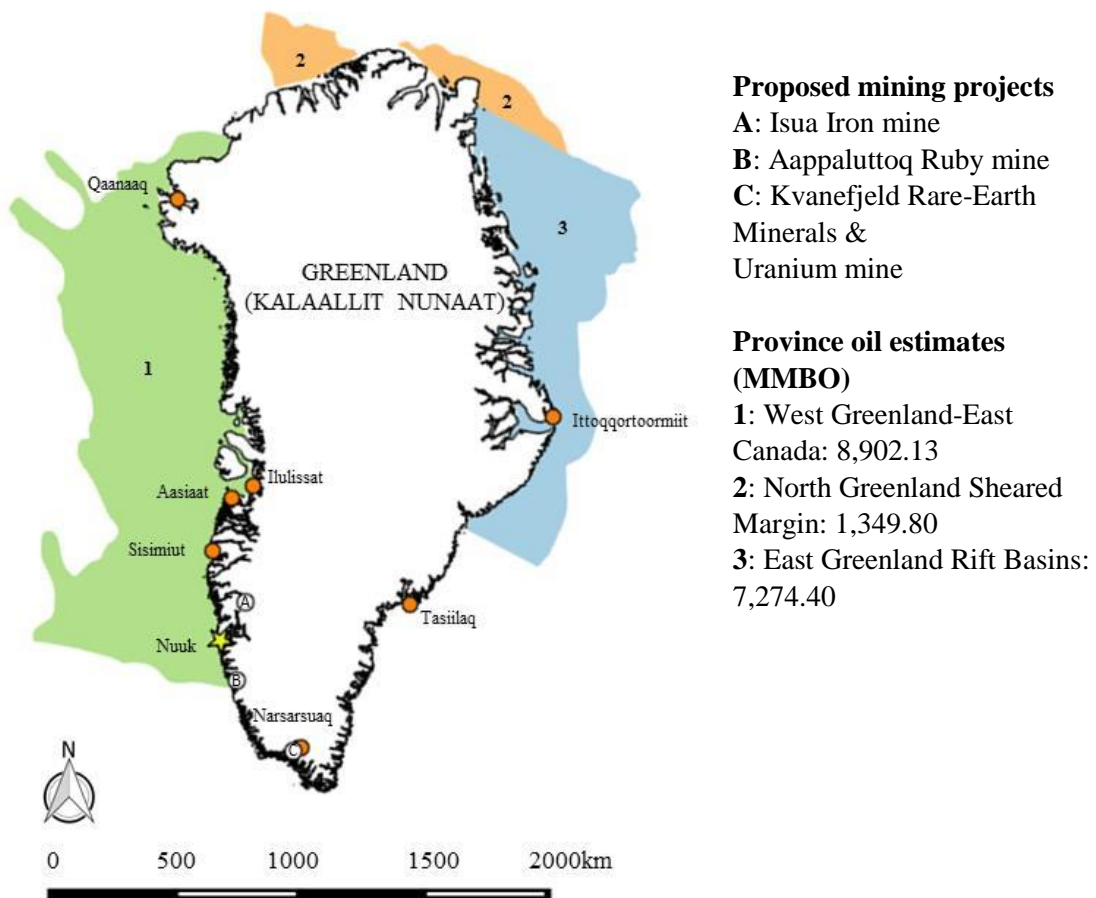 2
2
Proposed mining projects
A: Isua Iron mine
B: Aappaluttoq Ruby mine
C: Kvanefjeld Rare-Earth
Minerals &
Uranium mine
Qaanaaq
3
GREENLAND
(KALAALLIT NUNAAT)
Province oil estimates
(MMBO)
1: West Greenland-East
Canada: 8,902.13
2: North Greenland Sheared
Margin: 1,349.80
3: East Greenland Rift Basins:
7,274.40
1
Ittoqqortoormiit
Ilulissat
Aasiaat
Sisimiut
A
Tasiilaq
Nuuk
B
Narsarsuaq
C
N
0 500 1000 1500 2000km